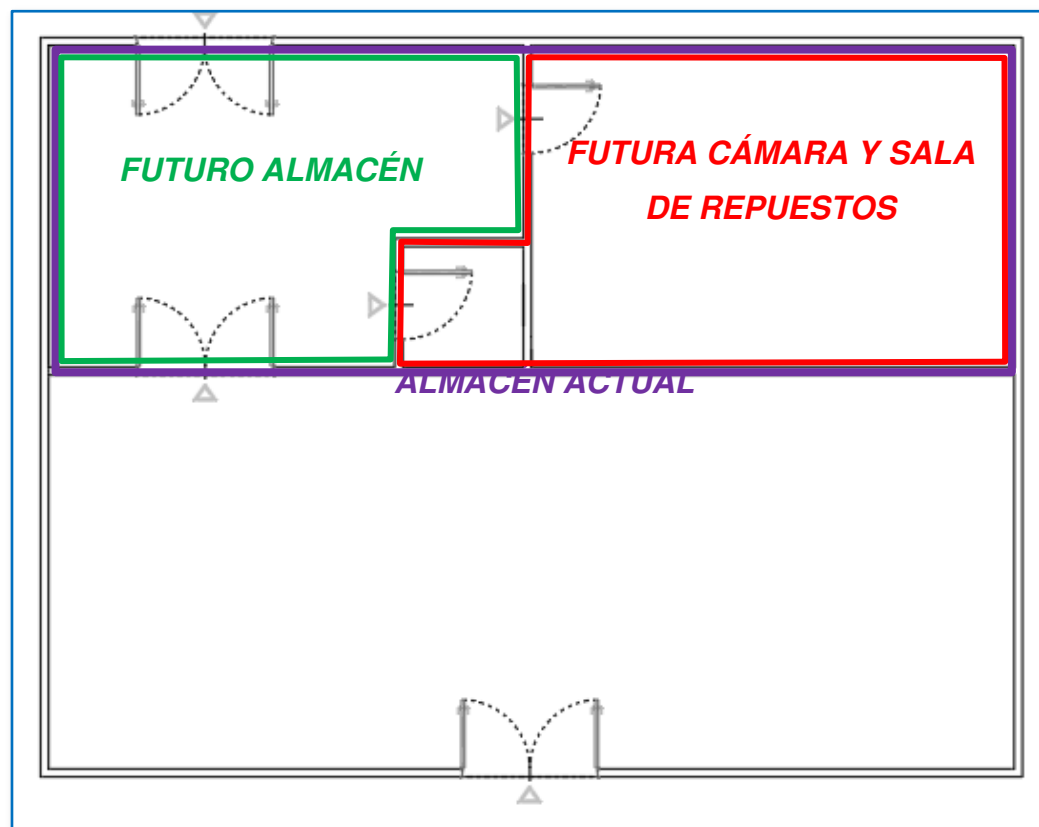 FUTURO ALMACÉN
FUTURA CÁMARA Y SALA
DE REPUESTOS
ALMACÉN ACTUAL